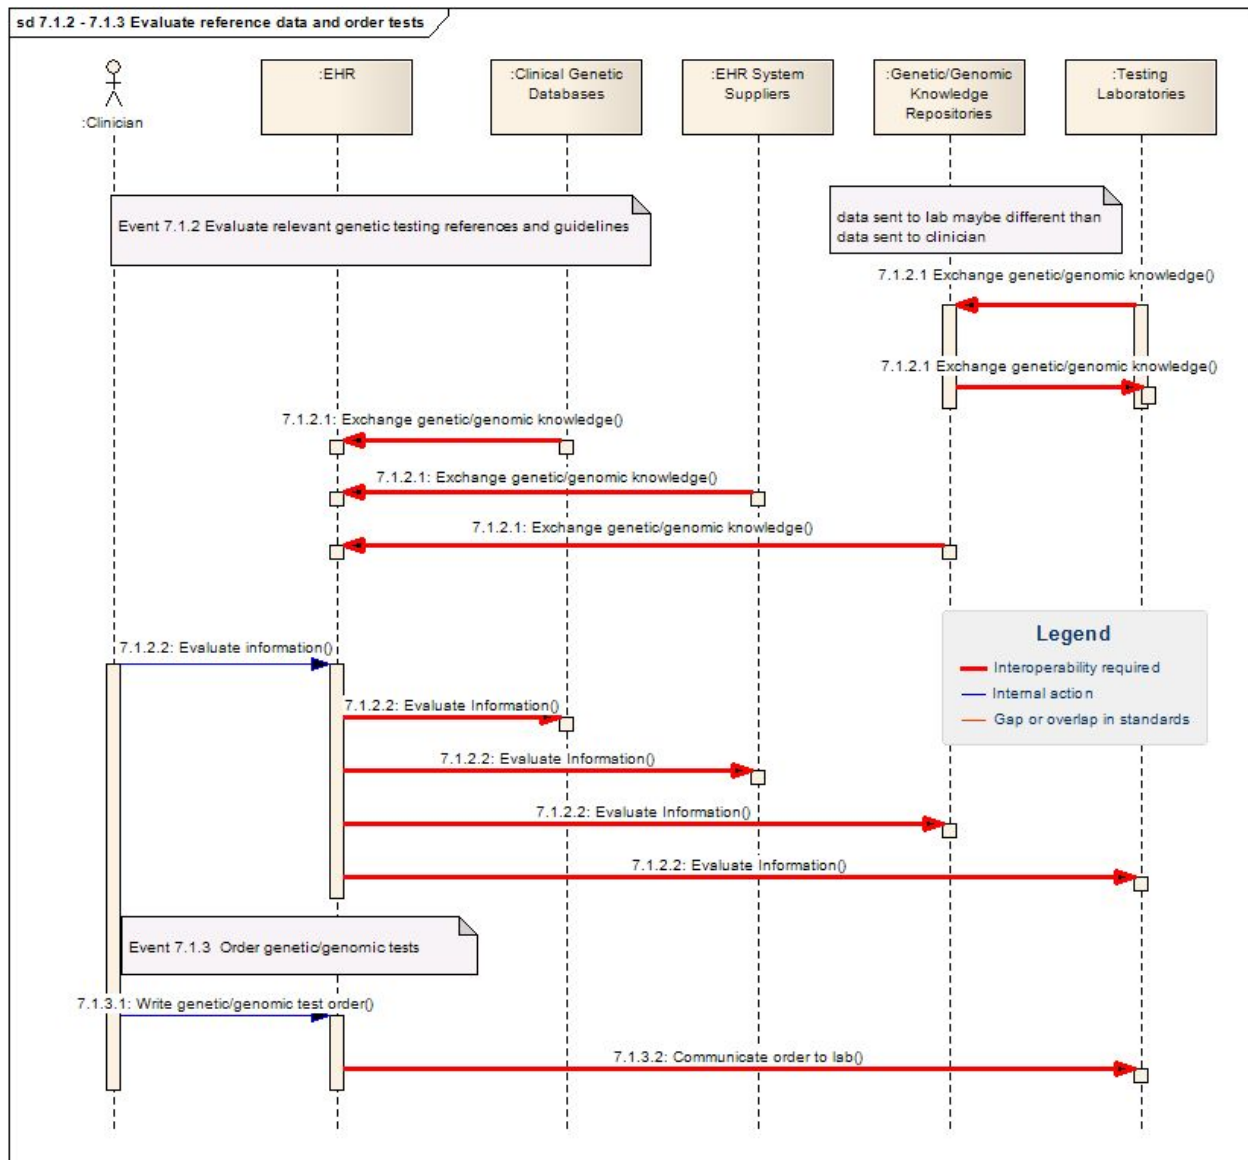 sd 7.1.2 - 7.1.3 Evaluate reference data and order tests
:Clinician
:EHR
:Clinical Genetic
Databases
:EHR System
Suppliers
:Genetic/Genomic
Knowledge
Repositories
:Testing
Laboratories
Event 7.1.2 Evaluate relevant genetic testing references and guidelines
data sent to lab maybe different than
data sent to clinician
7.1.2.1 Exchange genetic/genomic knowledge()
7.1.2.1 Exchange genetic/genomic knowledge()
7.1.2.1: Exchange genetic/genomic knowledge()
7.1.2.1: Exchange genetic/genomic knowledge()
7.1.2.1: Exchange genetic/genomic knowledge()
7.1.2.2: Evaluate information()
Legend
Interoperability required
Internal action
Gap or overlap in standards
7.1.2.2: Evaluate Information()
7.1.2.2: Evaluate Information()
7.1.2.2: Evaluate Information()
7.1.2.2: Evaluate Information()
Event 7.1.3  Order genetic/genomic tests
7.1.3.1: Write genetic/genomic test order()
7.1.3.2: Communicate order to lab()